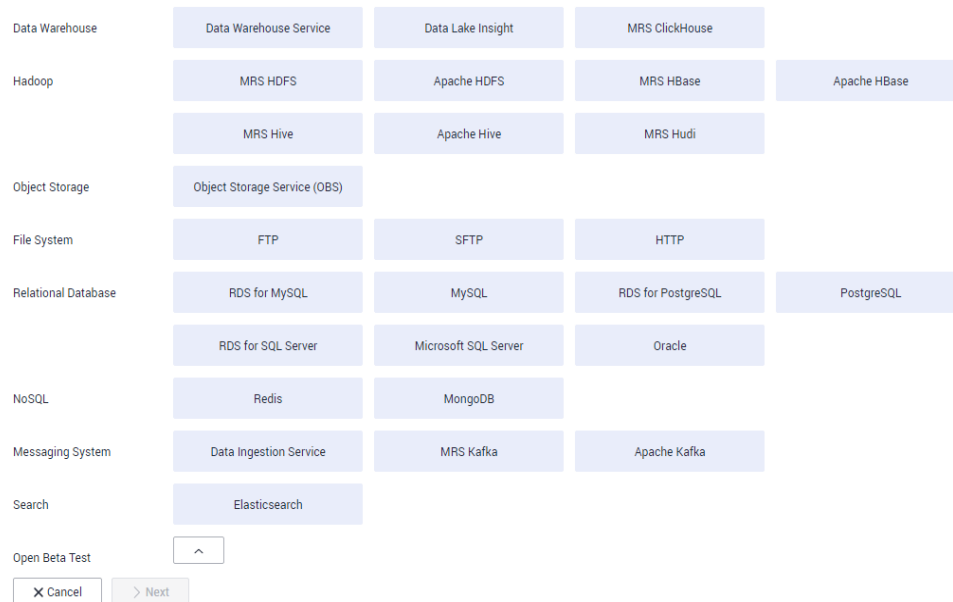 Data Warehouse Data Warehouse Service Data Lake Insight MRS ClickHouse
Hadoop MRS HDFS Apache HDFS MRS HBase Apache HBase
MRS Hive Apache Hive MRS Hudi
Object Storage Object Storage Service (OBS)
File System FTP SFTP HTTP
Relational Database RDS for MySQL MySQL RDS for PostgreSQL PostgreSQL
RDS for SQL Server Microsoft SQL Server Oracle
NoSQL Redis MongoDB
Messaging System Data Ingestion Service MRS Kafka Apache Kafka
Search Elasticsearch
Open Beta Test
Cancel Next